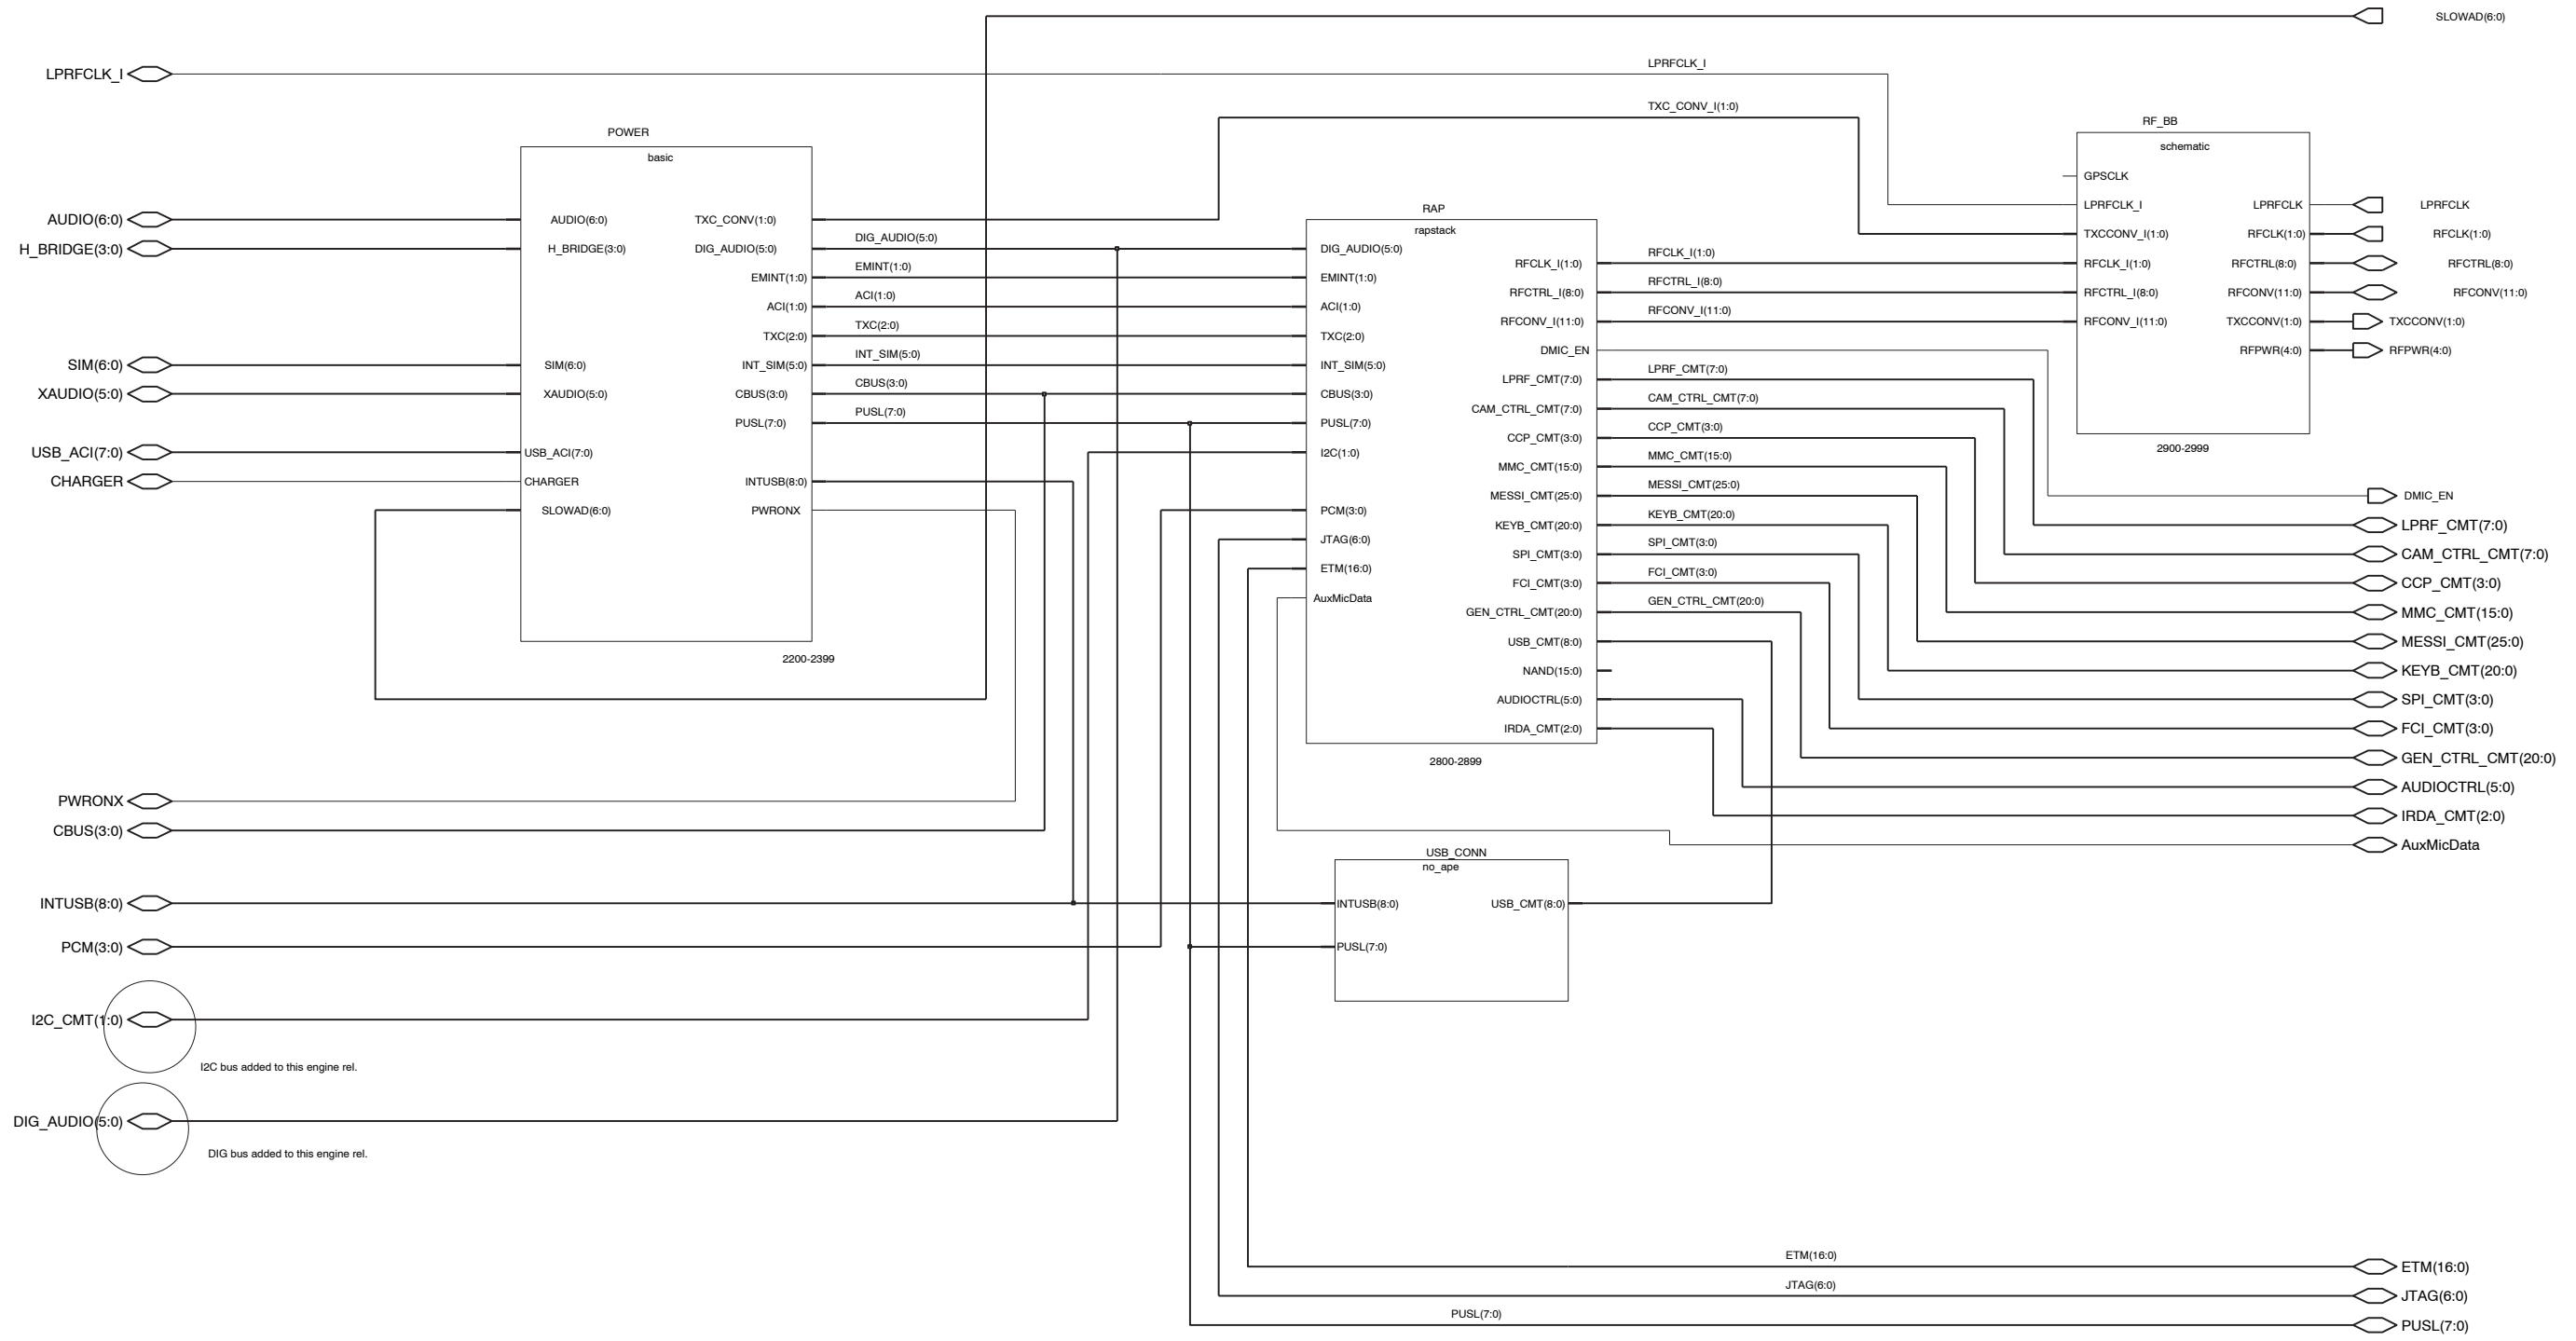 SLOWAD(6:0)
LPRFCLK_I
LPRFCLK_I
TXC_CONV_I(1:0)
POWER
basic
AUDIO(6:0)
H_BRIDGE(3:0)
SIM(6:0)
XAUDIO(5:0)
USB_ACI(7:0)
CHARGER
AUDIO(6:0)
H_BRIDGE(3:0)
SIM(6:0)
XAUDIO(5:0)
USB_ACI(7:0)
CHARGER
SLOWAD(6:0)
TXC_CONV(1:0)
DIG_AUDIO(5:0)
EMINT(1:0)
ACI(1:0)
TXC(2:0)
INT_SIM(5:0)
CBUS(3:0)
PUSL(7:0)
INTUSB(8:0)
PWRONX
2200-2399
DIG_AUDIO(5:0)
EMINT(1:0)
ACI(1:0)
TXC(2:0)
INT_SIM(5:0)
CBUS(3:0)
PUSL(7:0)
RAP
rapstack
DIG_AUDIO(5:0)
EMINT(1:0)
ACI(1:0)
TXC(2:0)
INT_SIM(5:0)
CBUS(3:0)
PUSL(7:0)
I2C(1:0)
PCM(3:0)
JTAG(6:0)
ETM(16:0)
AuxMicData
RFCLK_I(1:0)
RFCTRL_I(8:0)
RFCONV_I(11:0)
DMIC_EN
LPRF_CMT(7:0)
CAM_CTRL_CMT(7:0)
CCP_CMT(3:0)
MMC_CMT(15:0)
MESSI_CMT(25:0)
KEYB_CMT(20:0)
SPI_CMT(3:0)
FCI_CMT(3:0)
GEN_CTRL_CMT(20:0)
USB_CMT(8:0)
NAND(15:0)
AUDIOCTRL(5:0)
IRDA_CMT(2:0)
2800-2899
RFCLK_I(1:0)
RFCTRL_I(8:0)
RFCONV_I(11:0)
LPRF_CMT(7:0)
CAM_CTRL_CMT(7:0)
CCP_CMT(3:0)
MMC_CMT(15:0)
MESSI_CMT(25:0)
KEYB_CMT(20:0)
SPI_CMT(3:0)
FCI_CMT(3:0)
GEN_CTRL_CMT(20:0)
RF_BB
schematic
GPSCLK
LPRFCLK_I
TXCCONV_I(1:0)
RFCLK_I(1:0)
RFCTRL_I(8:0)
RFCONV_I(11:0)
LPRFCLK
RFCLK(1:0)
RFCTRL(8:0)
RFCONV(11:0)
TXCCONV(1:0)
RFPWR(4:0)
2900-2999
LPRFCLK
RFCLK(1:0)
RFCTRL(8:0)
RFCONV(11:0)
TXCCONV(1:0)
RFPWR(4:0)
DMIC_EN
LPRF_CMT(7:0)
CAM_CTRL_CMT(7:0)
CCP_CMT(3:0)
MMC_CMT(15:0)
MESSI_CMT(25:0)
KEYB_CMT(20:0)
SPI_CMT(3:0)
FCI_CMT(3:0)
GEN_CTRL_CMT(20:0)
AUDIOCTRL(5:0)
IRDA_CMT(2:0)
AuxMicData
PWRONX
CBUS(3:0)
INTUSB(8:0)
PCM(3:0)
I2C_CMT(1:0)
I2C bus added to this engine rel.
DIG_AUDIO(5:0)
DIG bus added to this engine rel.
USB_CONN
no_ape
INTUSB(8:0)
PUSL(7:0)
USB_CMT(8:0)
ETM(16:0)
JTAG(6:0)
PUSL(7:0)
ETM(16:0)
JTAG(6:0)
PUSL(7:0)